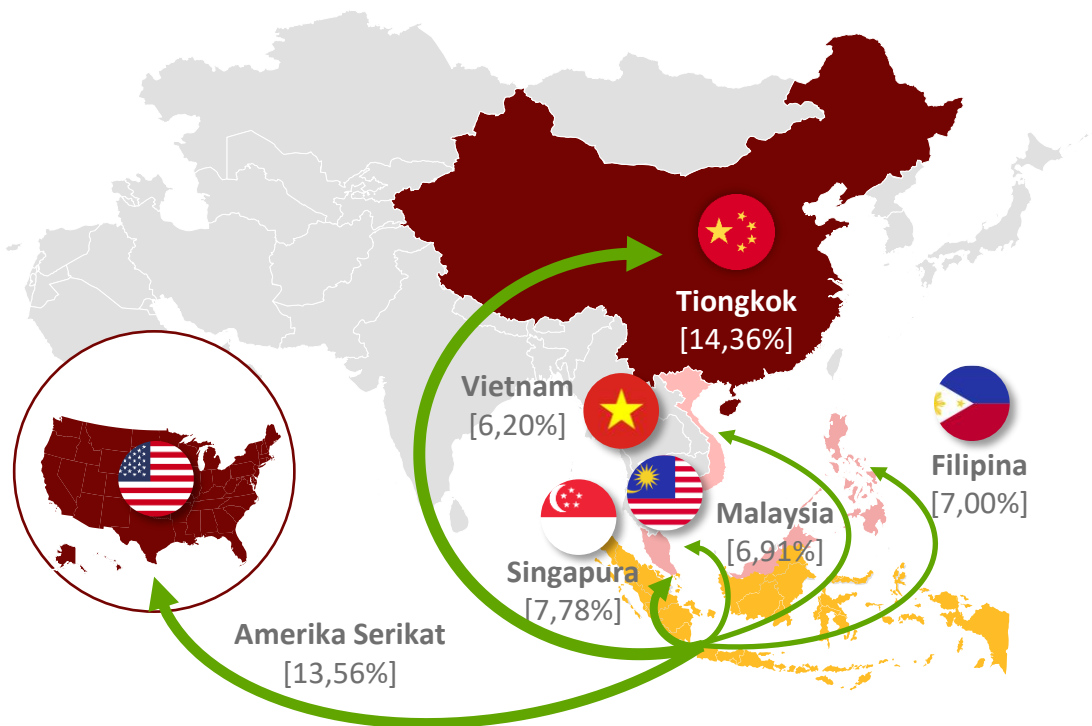 Tiongkok
[14,36%]
Vietnam
[6,20%]
Filipina
[7,00%]
Malaysia
[6,91%]
Singapura
[7,78%]
Amerika Serikat
[13,56%]